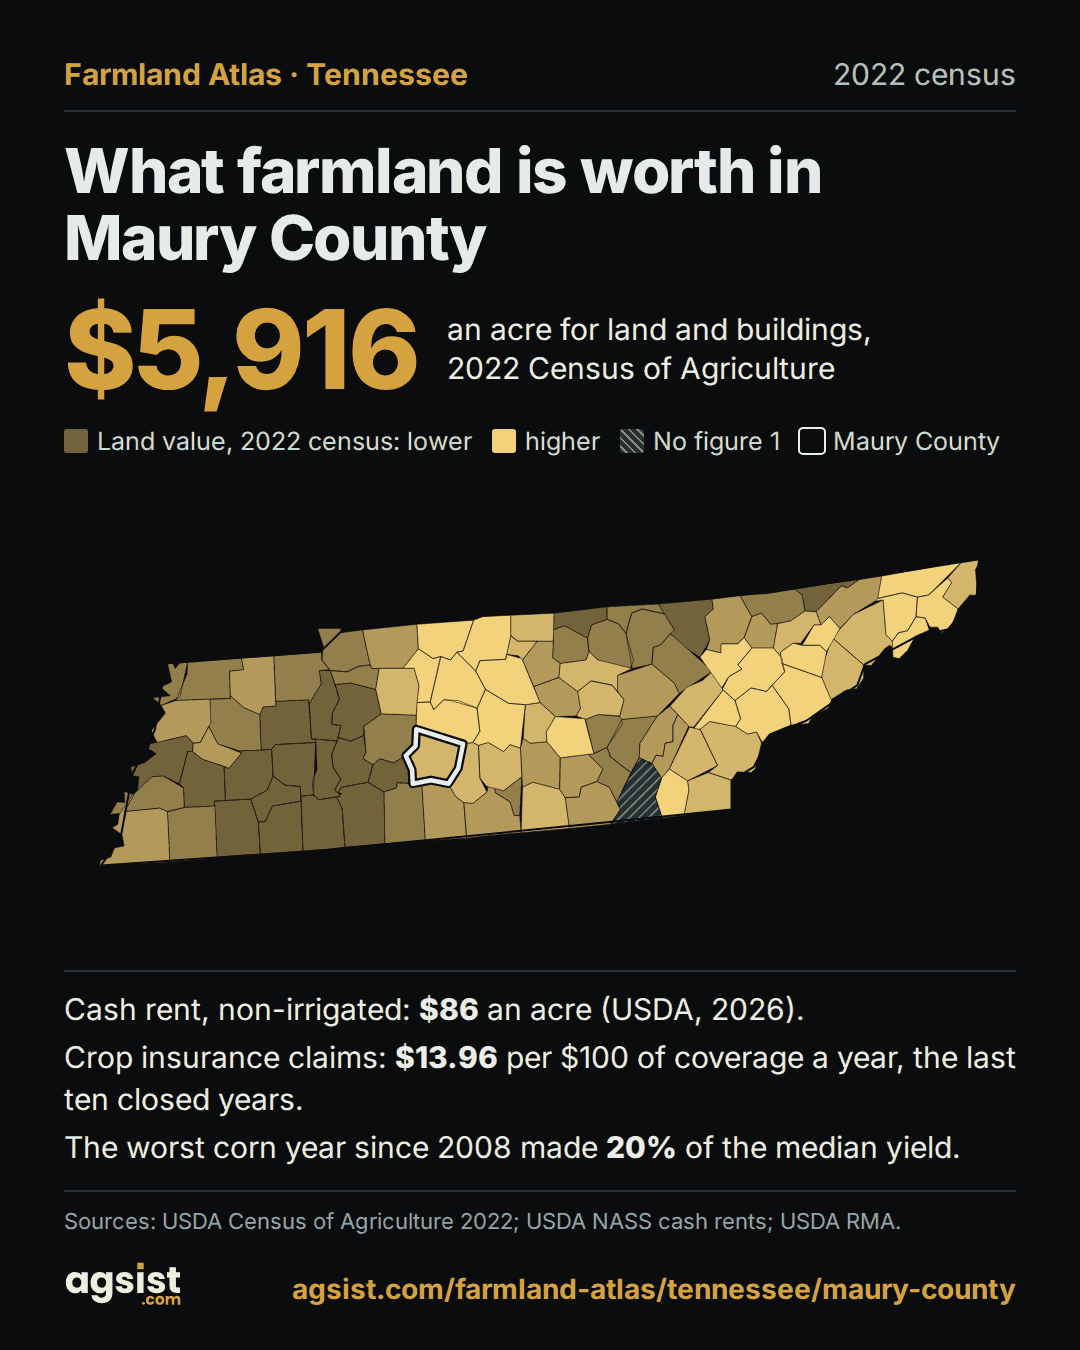 Farmland Atlas · Tennessee
2022 census
What farmland is worth in
Maury County
$5,916
an acre for land and buildings,
2022 Census of Agriculture
Land value, 2022 census: lower
higher
No figure 1
Maury County
Cash rent, non-irrigated: $86 an acre (USDA, 2026).
Crop insurance claims: $13.96 per $100 of coverage a year, the last
ten closed years.
The worst corn year since 2008 made 20% of the median yield.
Sources: USDA Census of Agriculture 2022; USDA NASS cash rents; USDA RMA.
agsist
.com
agsist.com/farmland-atlas/tennessee/maury-county